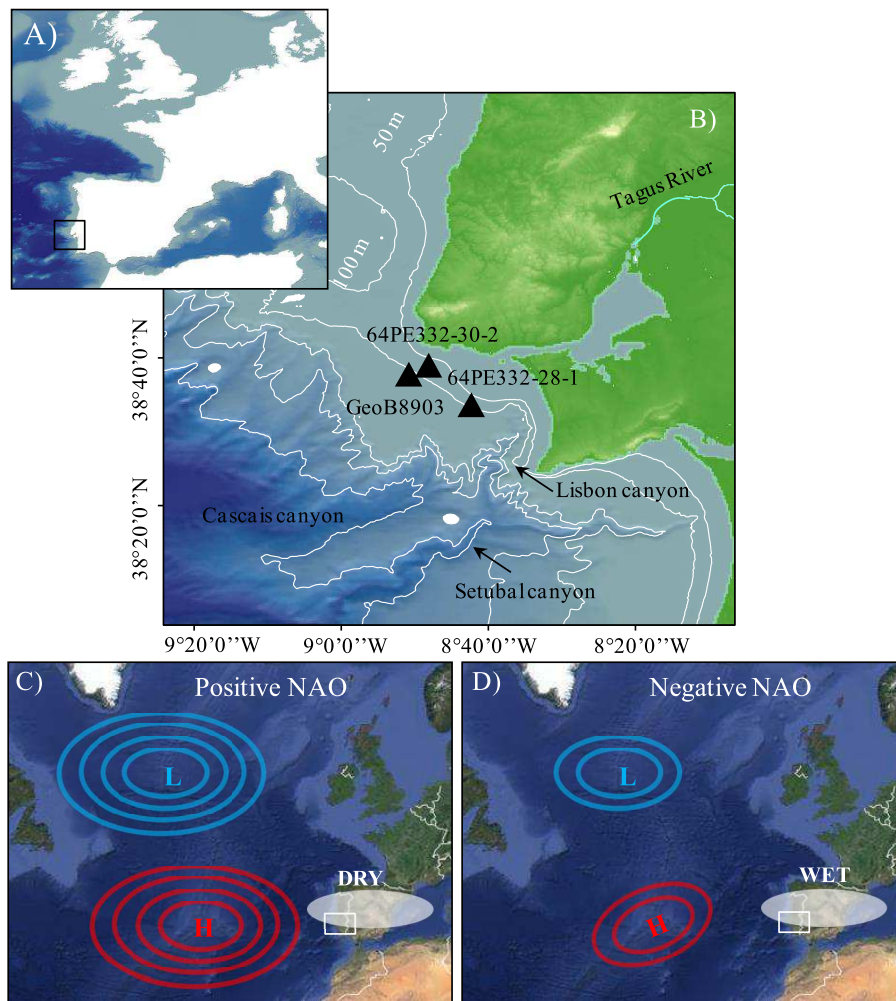 A)
B)
50 m
Tagus River
100 m
64PE332-30-2
64PE332-28-1
GeoB8903
38°40'0’’N
Lisbon canyon
Cascais canyon
38°20'0’’N
Setubal canyon
9°20'0’’W
9°0'0’’W
8°40'0’’W
8°20'0’’W
C)
Positive NAO
L
H
DRY
D)
Negative NAO
L
H
WET